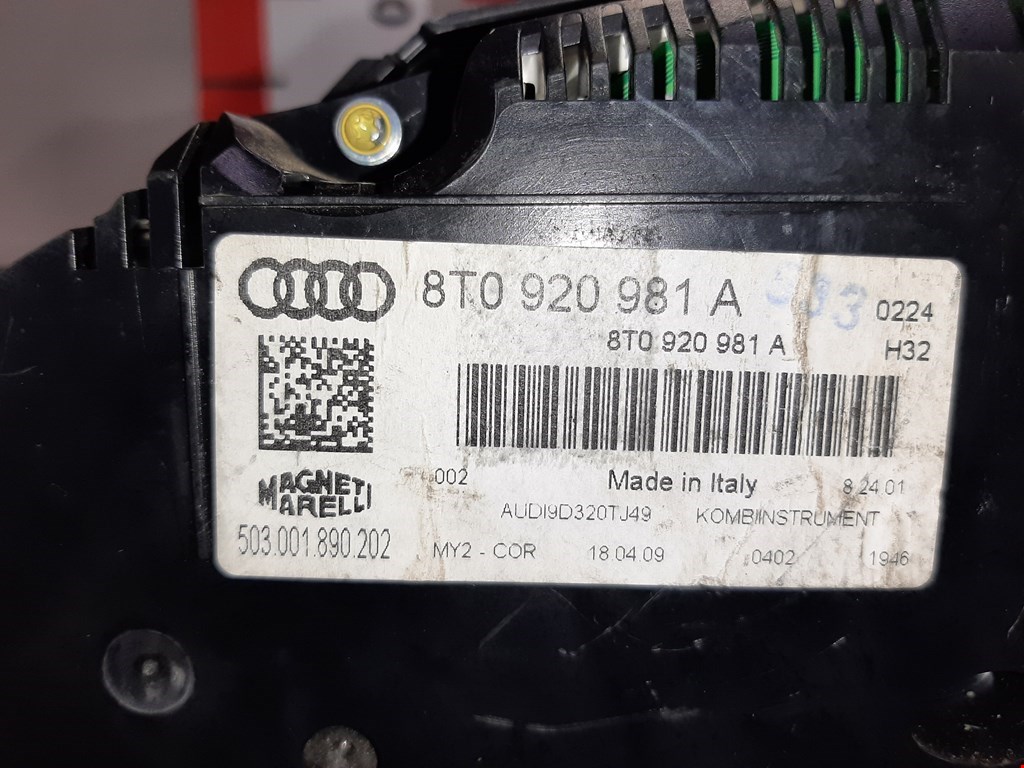 8T0 920 981 A
0224
8T0 920 981 A
H32
MAGNETI
MARELLI
503.001.890.202
002
Made in Italy
8 24 01
AUDI9D320TJ49
KOMBIINSTRUMENT
MY2 - COR
18.04.09
0402
1946